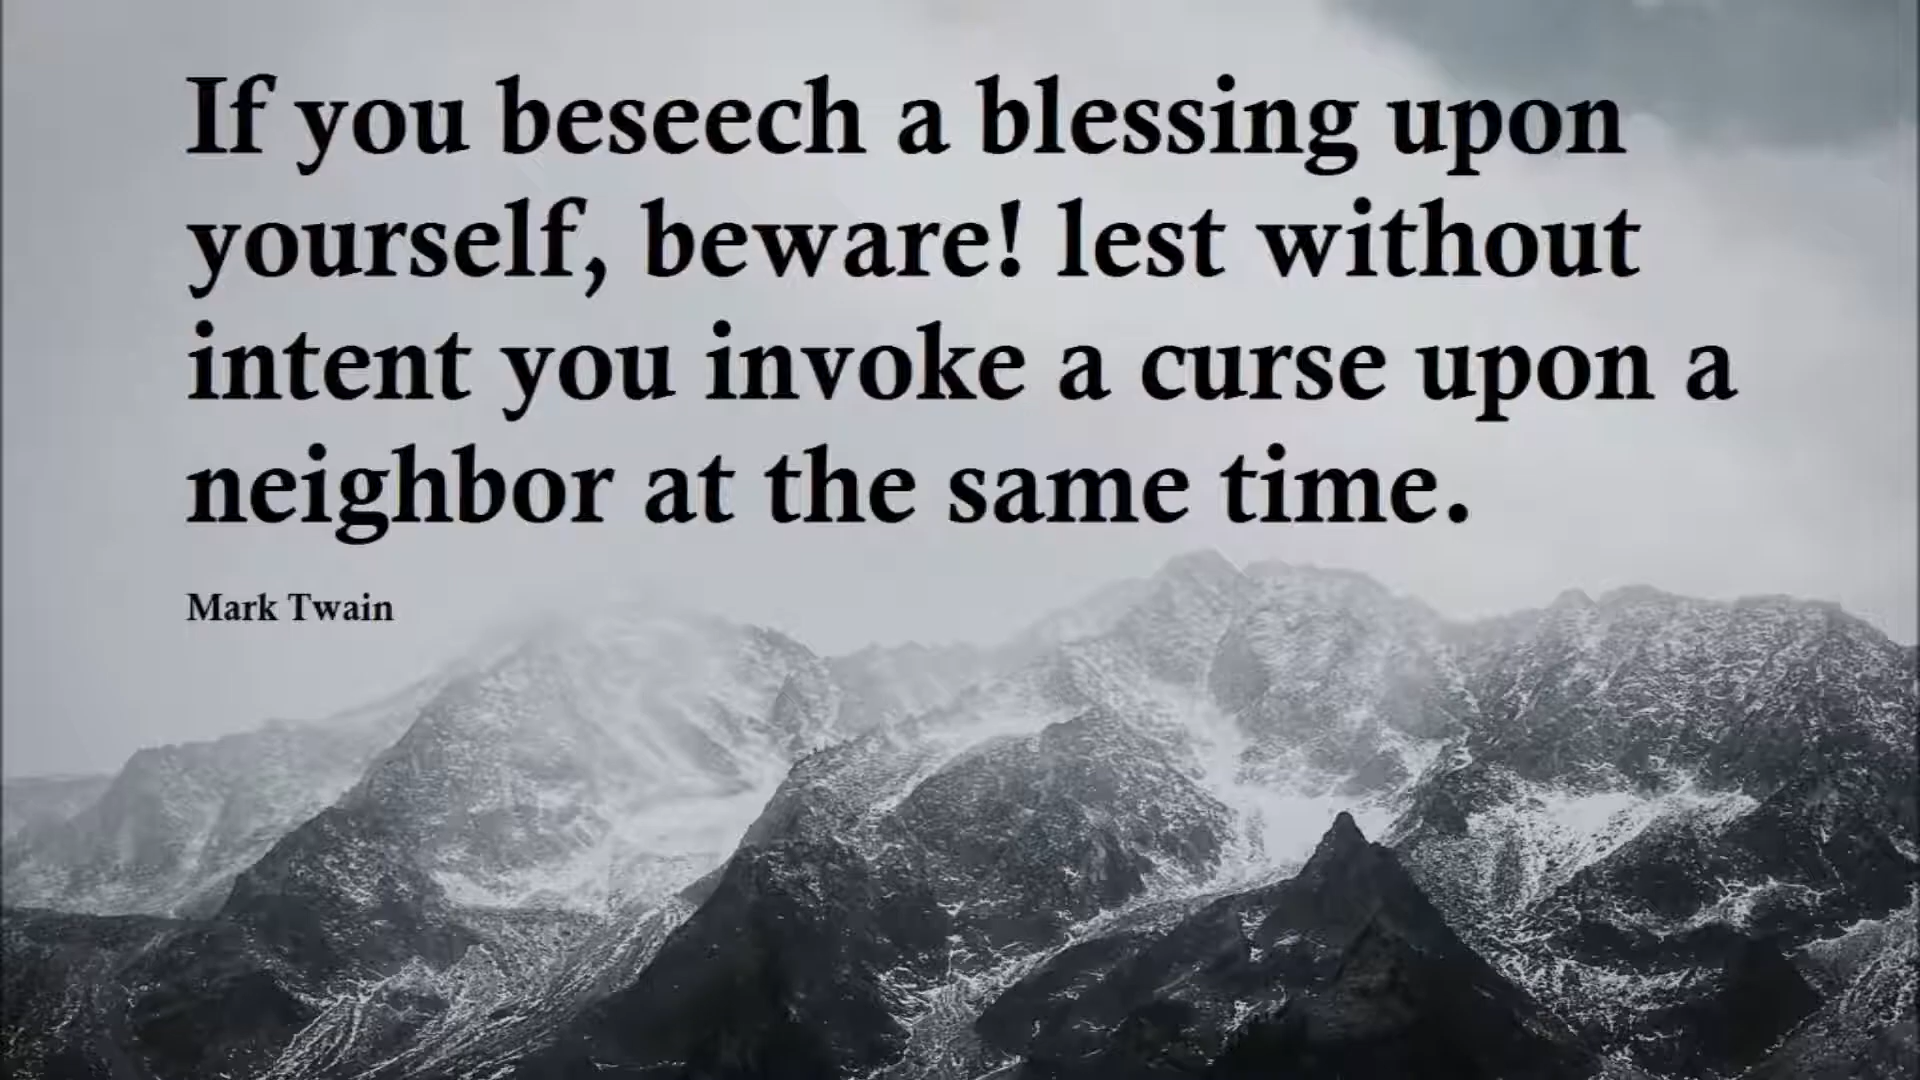 If you beseech a blessing upon
yourself, beware! lest without
intent you invoke a curse upon a
neighbor at the same time.
Mark Twain